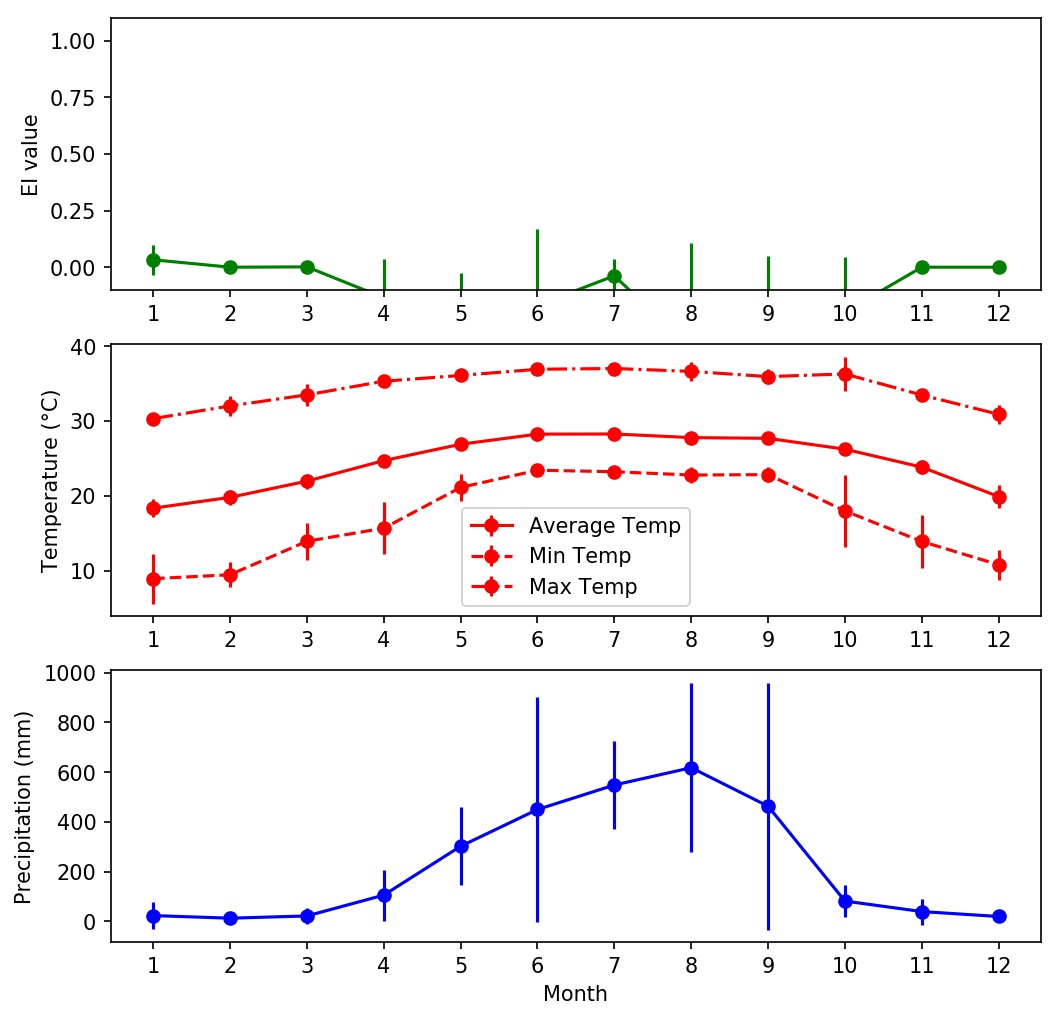 1.00
0.75
0.50
0.25
0.00
EI value
1 2 3 4 5 6 7 8 9 10 11 12
40
30
20
10
Temperature (°C)
Average Temp
Min Temp
Max Temp
1 2 3 4 5 6 7 8 9 10 11 12
1000
800
600
400
200
0
Precipitation (mm)
1 2 3 4 5 6 7 8 9 10 11 12
Month